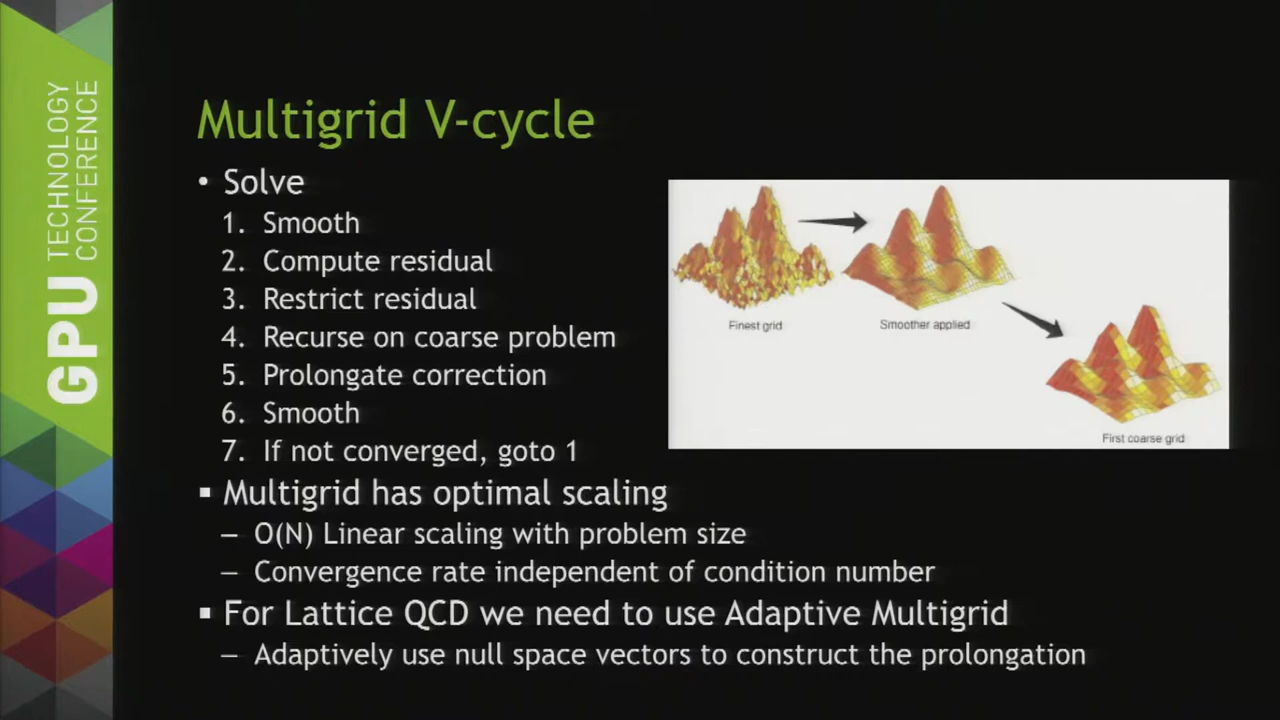 GPU TECHNOLOGY
CONFERENCE
Multigrid V-cycle
• Solve
1. Smooth
2. Compute residual
3. Restrict residual
4. Recurse on coarse problem
5. Prolongate correction
6. Smooth
7. If not converged, goto 1
Finest grid
Smoother applied
First coarse grid
▪ Multigrid has optimal scaling
– O(N) Linear scaling with problem size
– Convergence rate independent of condition number
▪ For Lattice QCD we need to use Adaptive Multigrid
– Adaptively use null space vectors to construct the prolongation